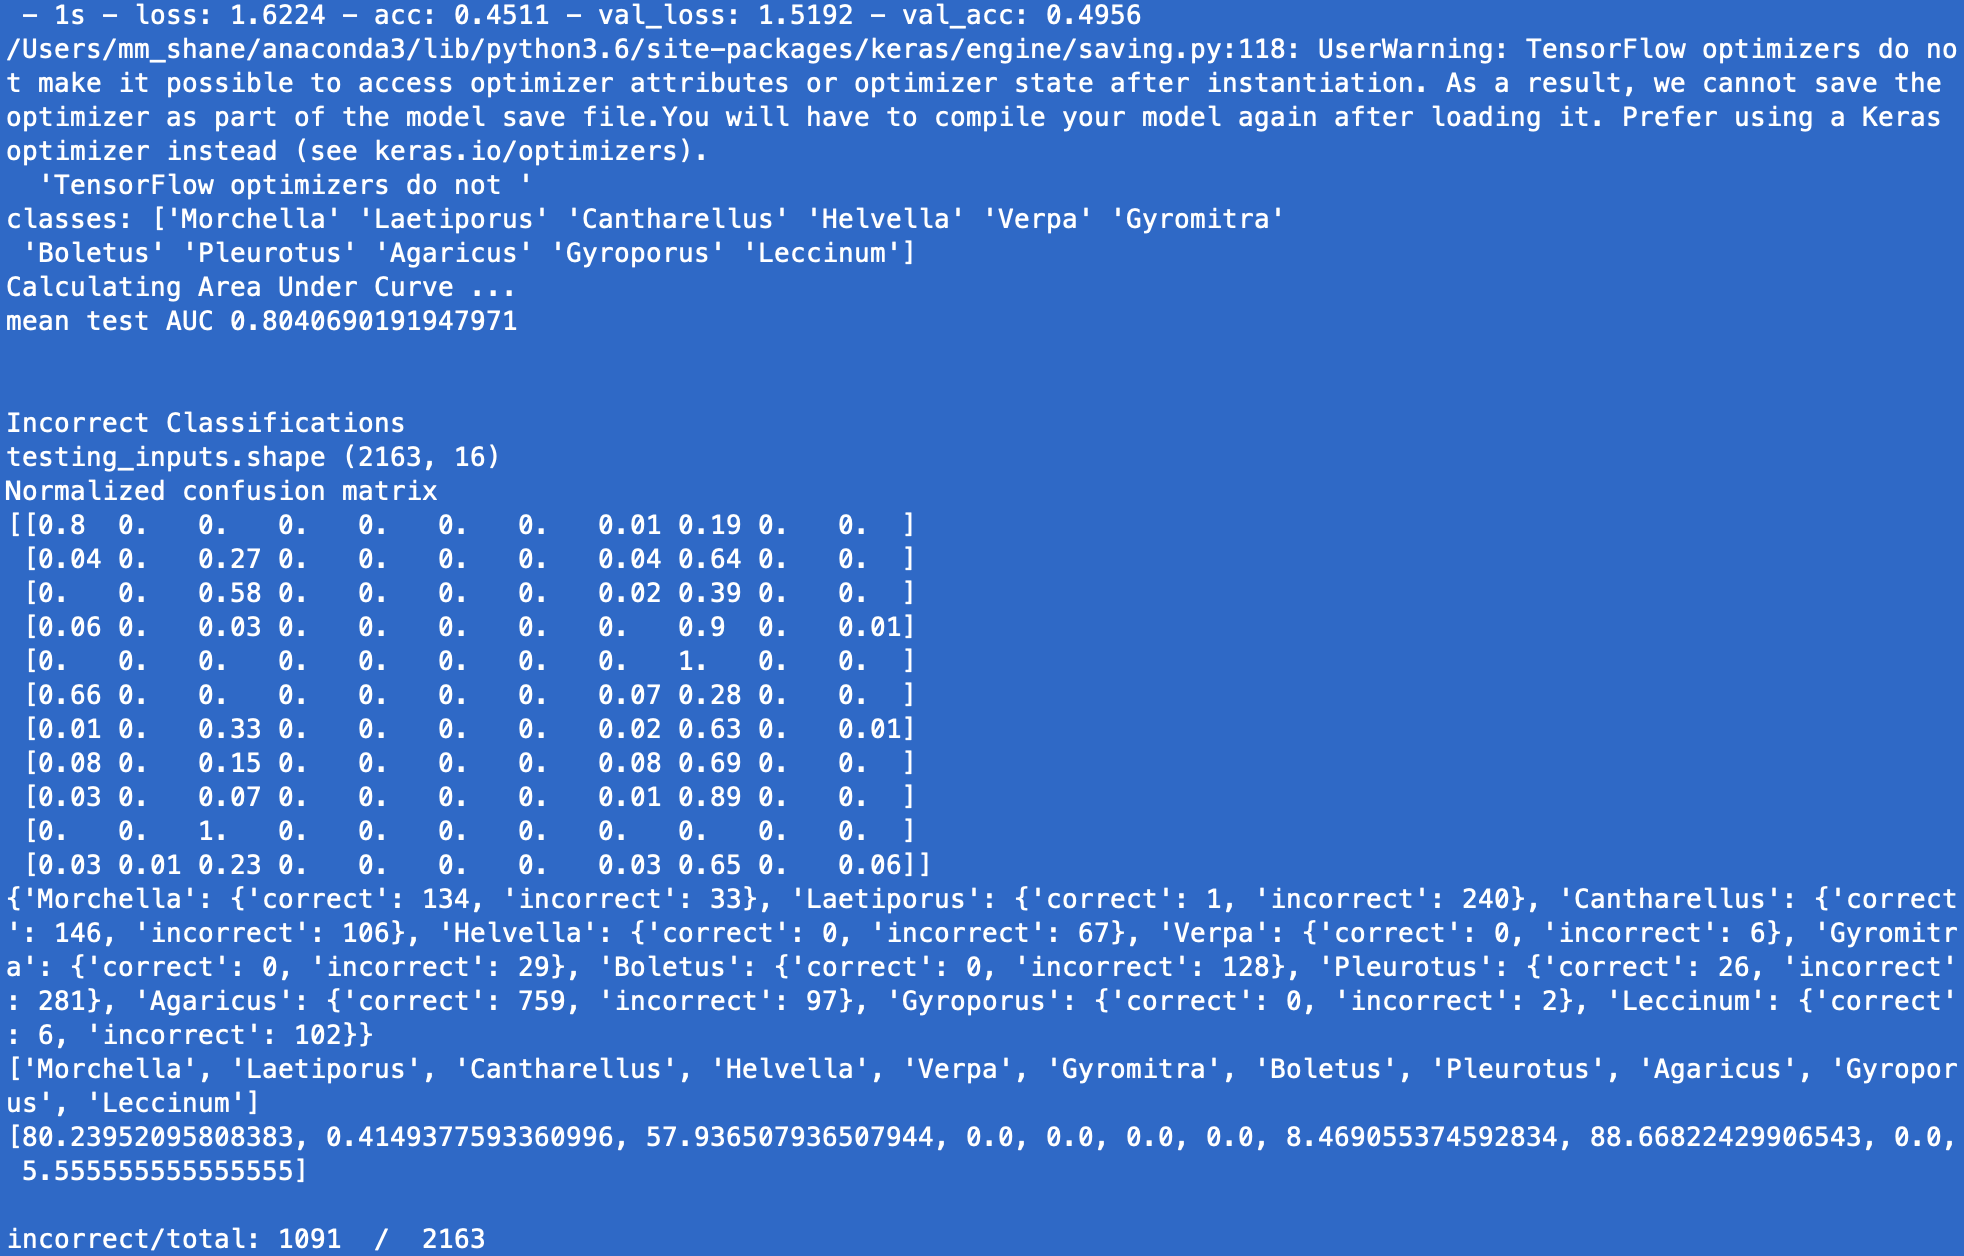 - 1s - loss: 1.6224 - acc: 0.4511 - val_loss: 1.5192 - val_acc: 0.4956
/Users/mm_shane/anaconda3/lib/python3.6/site-packages/keras/engine/saving.py:118: UserWarning: TensorFlow optimizers do no
t make it possible to access optimizer attributes or optimizer state after instantiation. As a result, we cannot save the
optimizer as part of the model save file.You will have to compile your model again after loading it. Prefer using a Keras
optimizer instead (see keras.io/optimizers).
  'TensorFlow optimizers do not '
classes: ['Morchella' 'Laetiporus' 'Cantharellus' 'Helvella' 'Verpa' 'Gyromitra'
 'Boletus' 'Pleurotus' 'Agaricus' 'Gyroporus' 'Leccinum']
Calculating Area Under Curve ...
mean test AUC 0.8040690191947971
Incorrect Classifications
testing_inputs.shape (2163, 16)
Normalized confusion matrix
[[0.8  0.   0.   0.   0.   0.   0.   0.01 0.19 0.   0.  ]
 [0.04 0.   0.27 0.   0.   0.   0.   0.04 0.64 0.   0.  ]
 [0.   0.   0.58 0.   0.   0.   0.   0.02 0.39 0.   0.  ]
 [0.06 0.   0.03 0.   0.   0.   0.   0.   0.9  0.   0.01]
 [0.   0.   0.   0.   0.   0.   0.   0.   1.   0.   0.  ]
 [0.66 0.   0.   0.   0.   0.   0.   0.07 0.28 0.   0.  ]
 [0.01 0.   0.33 0.   0.   0.   0.   0.02 0.63 0.   0.01]
 [0.08 0.   0.15 0.   0.   0.   0.   0.08 0.69 0.   0.  ]
 [0.03 0.   0.07 0.   0.   0.   0.   0.01 0.89 0.   0.  ]
 [0.   0.   1.   0.   0.   0.   0.   0.   0.   0.   0.  ]
 [0.03 0.01 0.23 0.   0.   0.   0.   0.03 0.65 0.   0.06]]
{'Morchella': {'correct': 134, 'incorrect': 33}, 'Laetiporus': {'correct': 1, 'incorrect': 240}, 'Cantharellus': {'correct
': 146, 'incorrect': 106}, 'Helvella': {'correct': 0, 'incorrect': 67}, 'Verpa': {'correct': 0, 'incorrect': 6}, 'Gyromitr
a': {'correct': 0, 'incorrect': 29}, 'Boletus': {'correct': 0, 'incorrect': 128}, 'Pleurotus': {'correct': 26, 'incorrect'
: 281}, 'Agaricus': {'correct': 759, 'incorrect': 97}, 'Gyroporus': {'correct': 0, 'incorrect': 2}, 'Leccinum': {'correct'
: 6, 'incorrect': 102}}
['Morchella', 'Laetiporus', 'Cantharellus', 'Helvella', 'Verpa', 'Gyromitra', 'Boletus', 'Pleurotus', 'Agaricus', 'Gyropor
us', 'Leccinum']
[80.23952095808383, 0.4149377593360996, 57.936507936507944, 0.0, 0.0, 0.0, 0.0, 8.469055374592834, 88.66822429906543, 0.0,
 5.555555555555555]
incorrect/total: 1091  /  2163